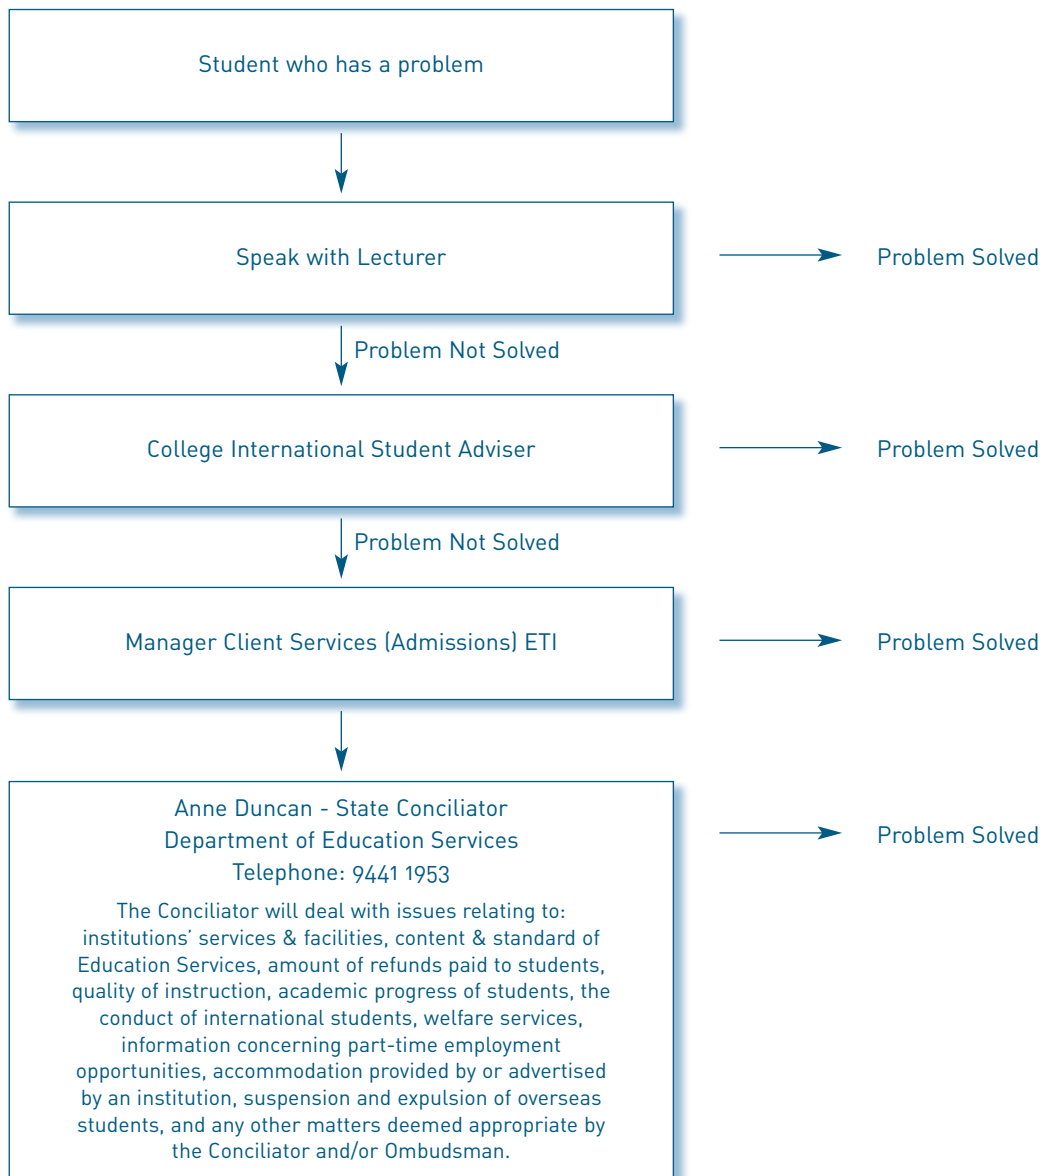 Student who has a problem
Speak with Lecturer
Problem Solved
Problem Not Solved
College International Student Adviser
Problem Solved
Problem Not Solved
Manager Client Services (Admissions) ETI
Problem Solved
Anne Duncan - State Conciliator
Department of Education Services
Telephone: 9441 1953
Problem Solved
The Conciliator will deal with issues relating to:
institutions’ services & facilities, content & standard of
Education Services, amount of refunds paid to students,
quality of instruction, academic progress of students, the
conduct of international students, welfare services,
information concerning part-time employment
opportunities, accommodation provided by or advertised
by an institution, suspension and expulsion of overseas
students, and any other matters deemed appropriate by
the Conciliator and/or Ombudsman.